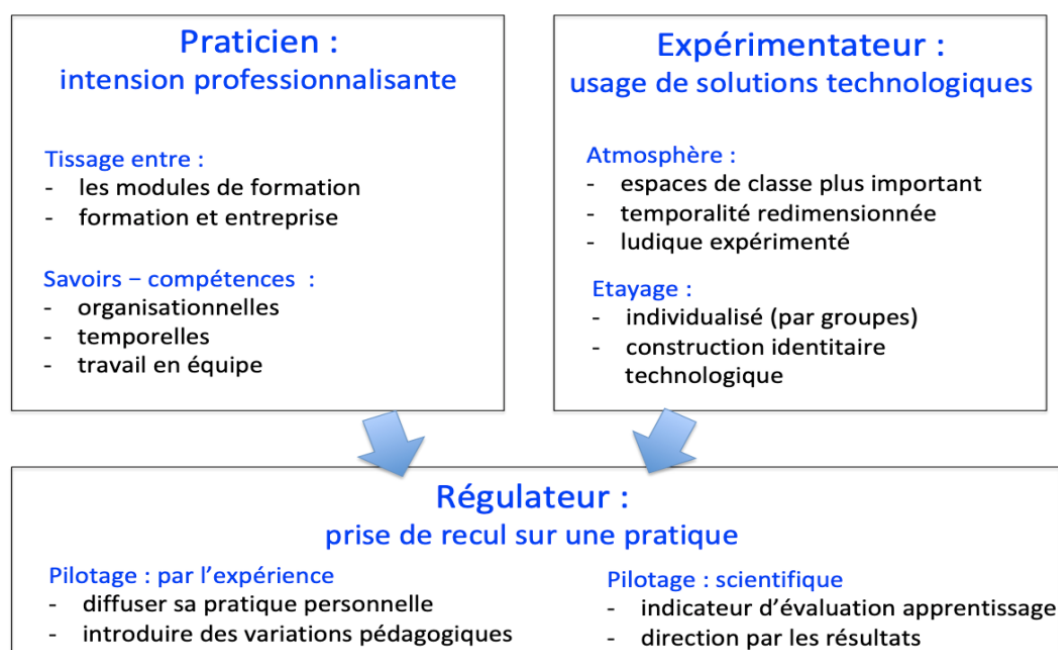 Praticien :
intension professionnalisante
Tissage entre :
- les modules de formation
- formation et entreprise
Savoirs – compétences :
- organisationnelles
- temporelles
- travail en équipe
Expérimentateur :
usage de solutions technologiques
Atmosphère :
- espaces de classe plus important
- temporalité redimensionnée
- ludique expérimenté
Etayage :
- individualisé (par groupes)
- construction identitaire
technologique
Régulateur :
prise de recul sur une pratique
Pilotage : par l’expérience
- diffuser sa pratique personnelle
- introduire des variations pédagogiques
Pilotage : scientifique
- indicateur d’évaluation apprentissage
- direction par les résultats